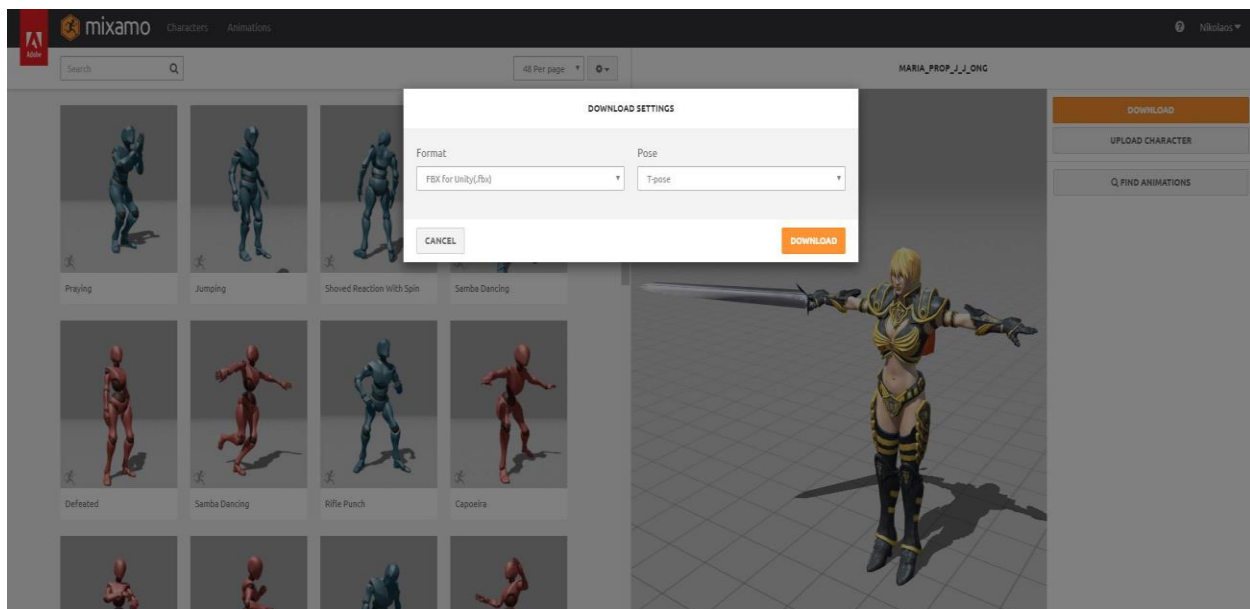 Adobe
mixamo
Characters Animations
Nikolaos
Search
48 Per page
MARIA_PROP_J_J_ONG
DOWNLOAD SETTINGS
Format
Pose
FBX for Unity(.fbx)
T-pose
CANCEL
DOWNLOAD
DOWNLOAD
UPLOAD CHARACTER
FIND ANIMATIONS
Praying
Jumping
Shoved Reaction With Spin
Samba Dancing
Defeated
Samba Dancing
Rifle Punch
Capoeira